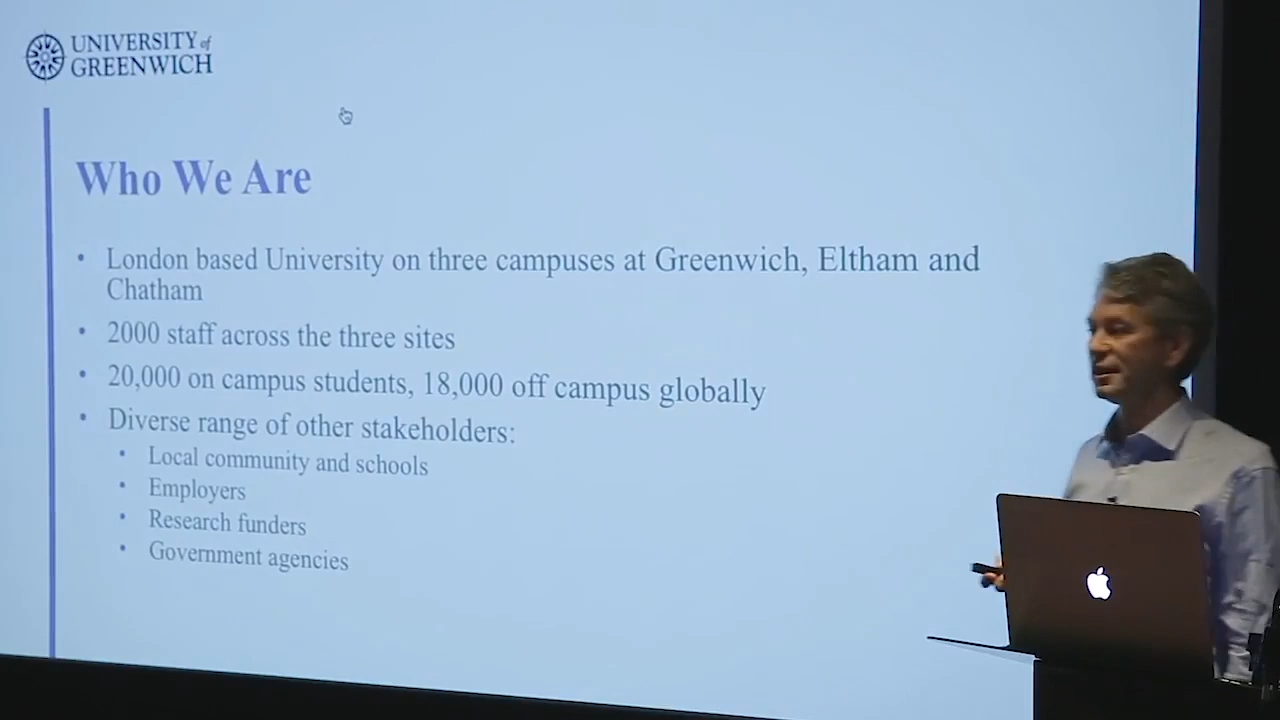 UNIVERSITY of
GREENWICH
Who We Are
• London based University on three campuses at Greenwich, Eltham and
Chatham
• 2000 staff across the three sites
• 20,000 on campus students, 18,000 off campus globally
• Diverse range of other stakeholders:
• Local community and schools
• Employers
• Research funders
• Government agencies